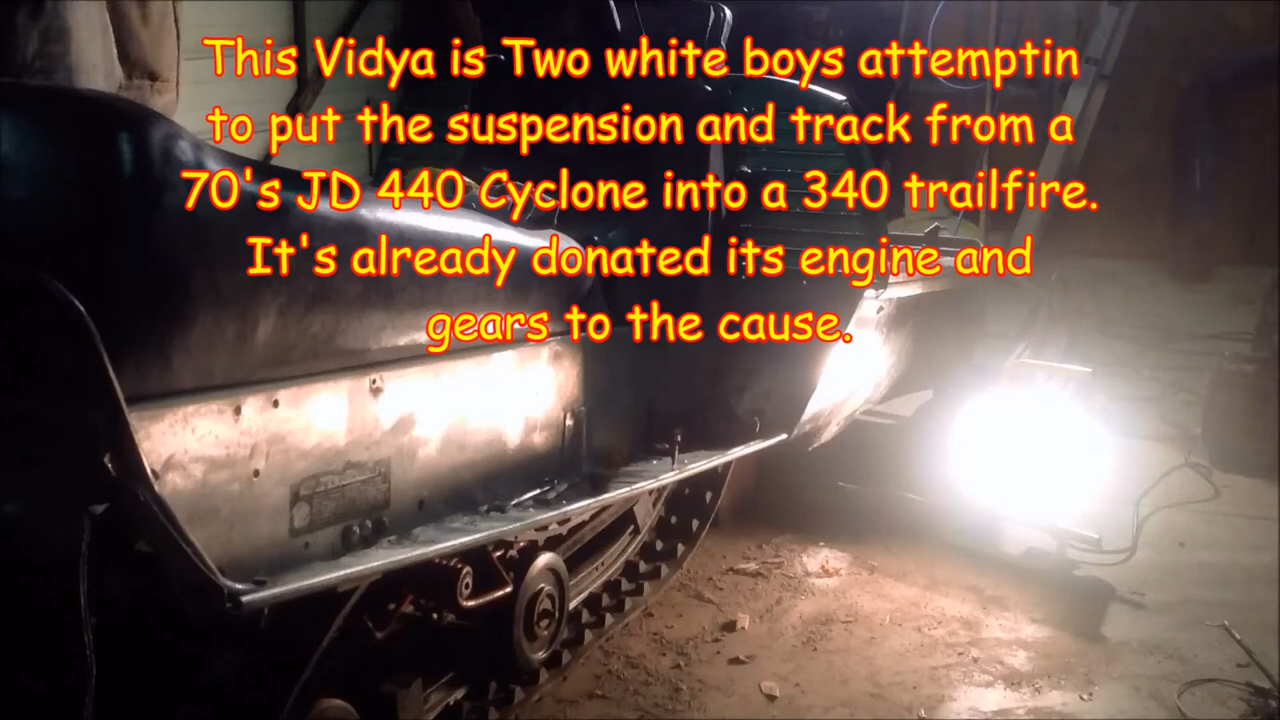 This Vidya is Two white boys attemptin
to put the suspension and track from a
70's JD 440 Cyclone into a 340 trailfire.
It's already donated its engine and
gears to the cause.